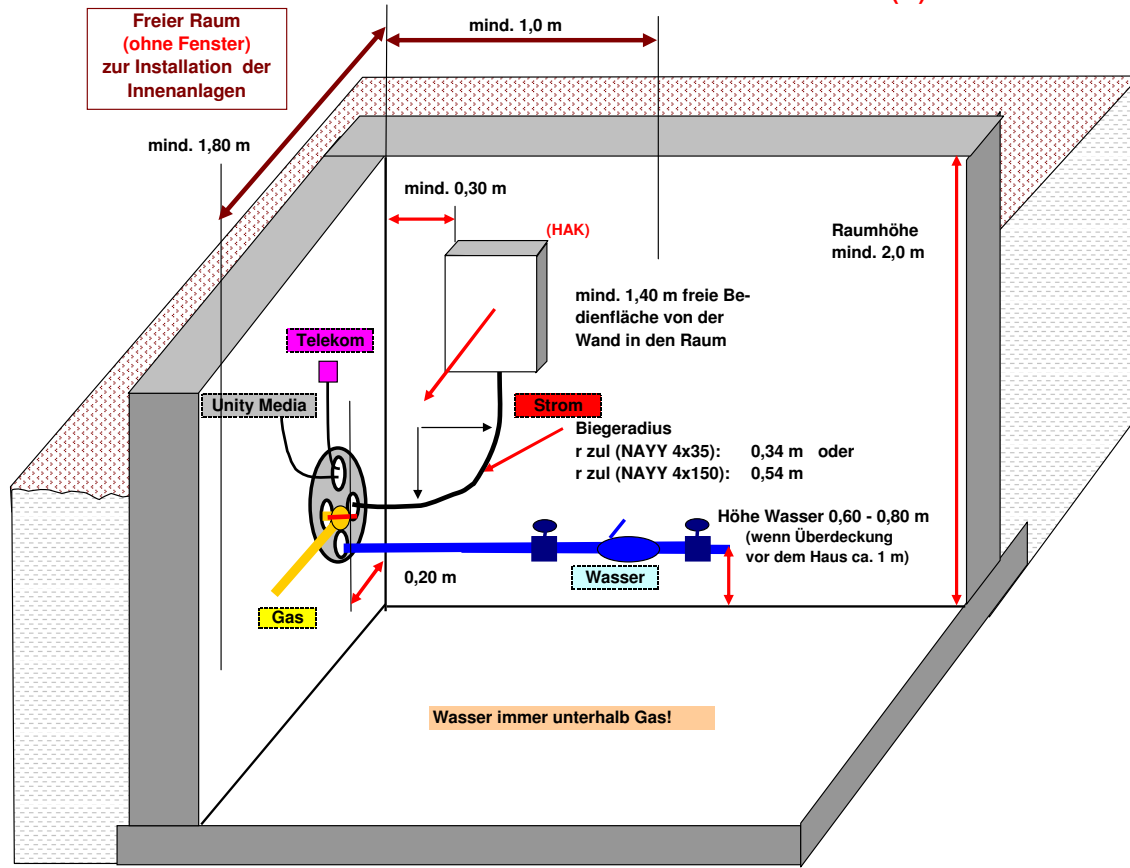 Freier Raum
(ohne Fenster)
zur Installation der
Innenanlagen
mind. 1,0 m
mind. 1,80 m
mind. 0,30 m
(HAK)
Raumhöhe
mind. 2,0 m
mind. 1,40 m freie Be-
dienfläche von der
Wand in den Raum
Telekom
Unity Media
Strom
Biegeradius
r zul (NAYY 4x35): 0,34 m oder
r zul (NAYY 4x150): 0,54 m
Höhe Wasser 0,60 - 0,80 m
(wenn Überdeckung
vor dem Haus ca. 1 m)
0,20 m
Wasser
Gas
Wasser immer unterhalb Gas!